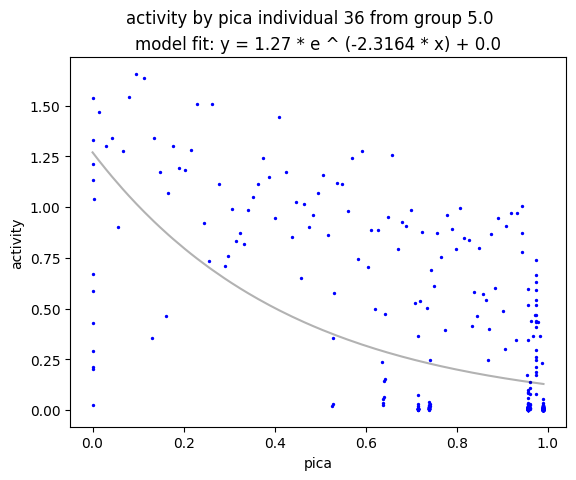 activity by pica individual 36 from group 5.0
model fit: y = 1.27 * e ^ (-2.3164 * x) + 0.0
1.50
1.25
1.00
0.75
0.50
0.25
0.00
activity
0.0 0.2 0.4 0.6 0.8 1.0
pica